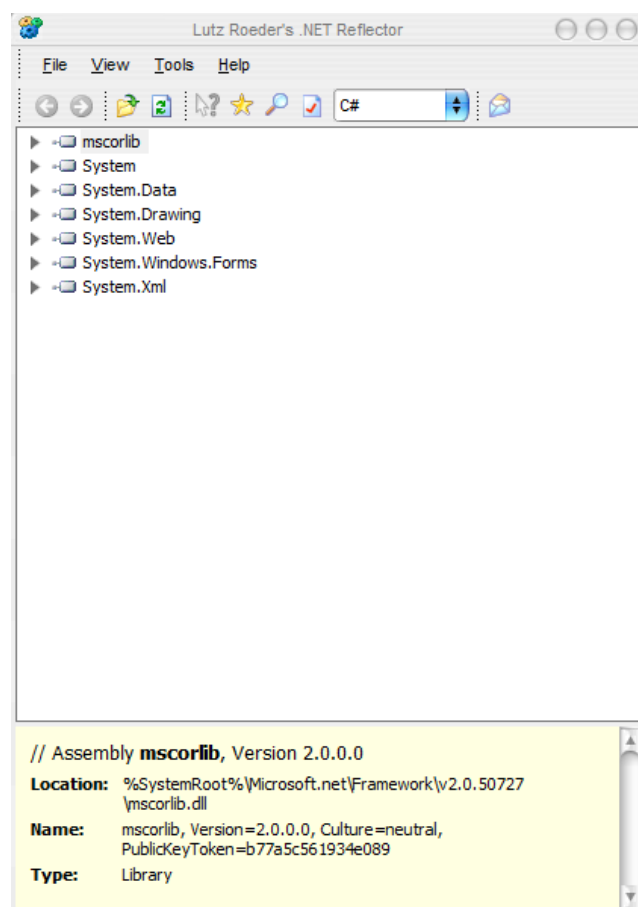 Lutz Roeder's .NET Reflector
File View Tools Help
C#
mscorlib
System
System.Data
System.Drawing
System.Web
System.Windows.Forms
System.Xml
// Assembly mscorlib, Version 2.0.0.0
Location: %SystemRoot%\Microsoft.net\Framework\v2.0.50727
\mscorlib.dll
Name: mscorlib, Version=2.0.0.0, Culture=neutral,
PublicKeyToken=b77a5c561934e089
Type: Library